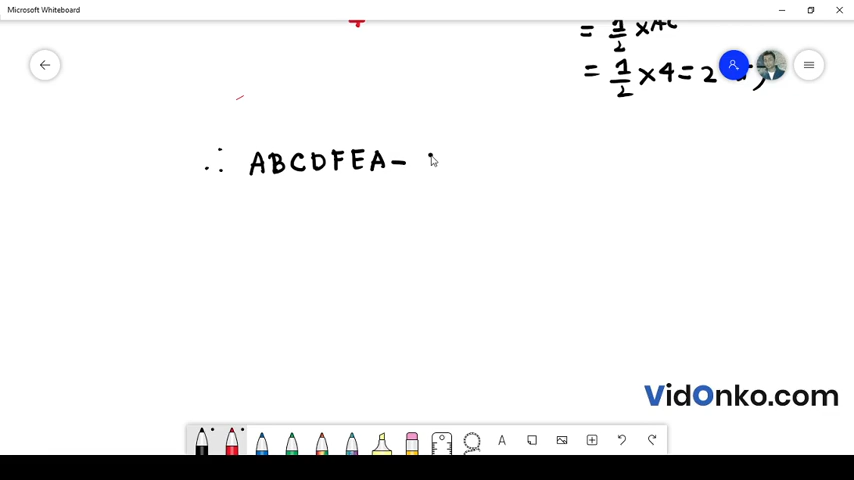 Microsoft Whiteboard
= 1/2 × AC
= 1/2 × 4 = 2
∴ ABCDFEA –
VidOnko.com
A